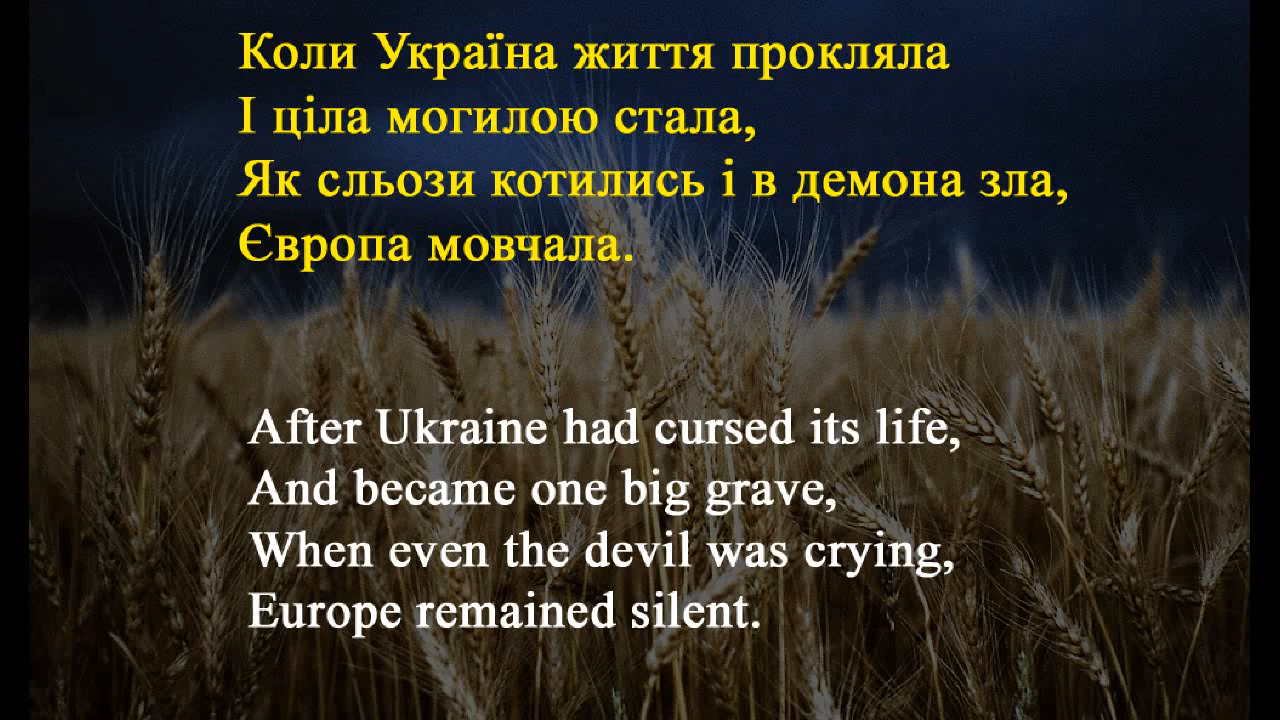 Коли Україна життя прокляла
І ціла могилою стала,
Як сльози котились і в демона зла,
Європа мовчала.
After Ukraine had cursed its life,
And became one big grave,
When even the devil was crying,
Europe remained silent.